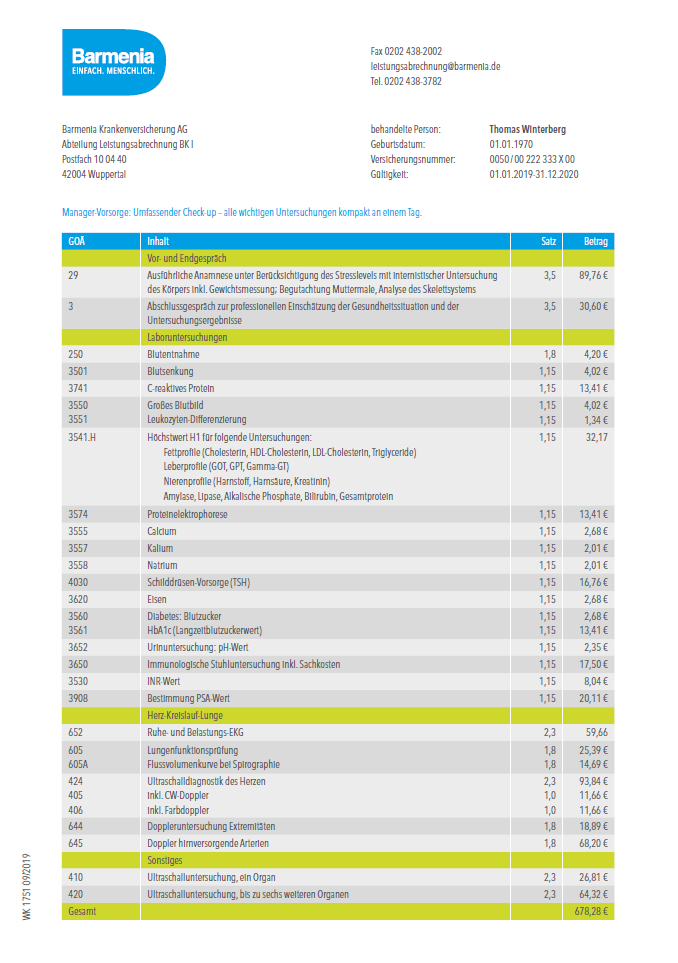 Barmenia
EINFACH. MENSCHLICH.
Fax 0202 438-2002
leistungsabrechnung@barmenia.de
Tel. 0202 438-3782
Barmenia Krankenversicherung AG
Abteilung Leistungsabrechnung BK I
Postfach 10 04 40
42004 Wuppertal
behandelte Person: Thomas Winterberg
Geburtsdatum: 01.01.1970
Versicherungsnummer: 0050/00 222 333 X 00
Gültigkeit: 01.01.2019-31.12.2020
Manager-Vorsorge: Umfassender Check-up – alle wichtigen Untersuchungen kompakt an einem Tag.
GOÄ Inhalt Satz Betrag
Vor- und Endgespräch
29 Ausführliche Anamnese unter Berücksichtigung des Stresslevels mit internistischer Untersuchung 3,5 89,76 €
des Körpers inkl. Gewichtsmessung; Begutachtung Muttermale, Analyse des Skelettsystems
3 Abschlussgespräch zur professionellen Einschätzung der Gesundheitssituation und der 3,5 30,60 €
Untersuchungsergebnisse
Laboruntersuchungen
250 Blutentnahme 1,8 4,20 €
3501 Blutsenkung 1,15 4,02 €
3741 C-reaktives Protein 1,15 13,41 €
3550 Großes Blutbild 1,15 4,02 €
3551 Leukozyten-Differenzierung 1,15 1,34 €
3541.H Höchstwert H1 für folgende Untersuchungen: 1,15 32,17
Fettprofile (Cholesterin, HDL-Cholesterin, LDL-Cholesterin, Triglyceride)
Leberprofile (GOT, GPT, Gamma-GT)
Nierenprofile (Harnstoff, Harnsäure, Kreatinin)
Amylase, Lipase, Alkalische Phosphate, Bilirubin, Gesamtprotein
3574 Proteinelektrophorese 1,15 13,41 €
3555 Calcium 1,15 2,68 €
3557 Kalium 1,15 2,01 €
3558 Natrium 1,15 2,01 €
4030 Schilddrüsen-Vorsorge (TSH) 1,15 16,76 €
3620 Eisen 1,15 2,68 €
3560 Diabetes: Blutzucker 1,15 2,68 €
3561 HbA1c (Langzeitblutzuckerwert) 1,15 13,41 €
3652 Urinuntersuchung: pH-Wert 1,15 2,35 €
3650 Immunologische Stuhluntersuchung inkl. Sachkosten 1,15 17,50 €
3530 INR-Wert 1,15 8,04 €
3908 Bestimmung PSA-Wert 1,15 20,11 €
Herz-Kreislauf-Lunge
652 Ruhe- und Belastungs-EKG 2,3 59,66
605 Lungenfunktionsprüfung 1,8 25,39 €
605A Flussvolumenkurve bei Spirographie 1,8 14,69 €
424 Ultraschalldiagnostik des Herzen 2,3 93,84 €
405 inkl. CW-Doppler 1,0 11,66 €
406 inkl. Farbdoppler 1,0 11,66 €
644 Doppleruntersuchung Extremitäten 1,8 18,89 €
645 Doppler hirnversorgende Arterien 1,8 68,20 €
Sonstiges
410 Ultraschalluntersuchung, ein Organ 2,3 26,81 €
420 Ultraschalluntersuchung, bis zu sechs weiteren Organen 2,3 64,32 €
Gesamt 678,28 €
WK 1751 09/2019